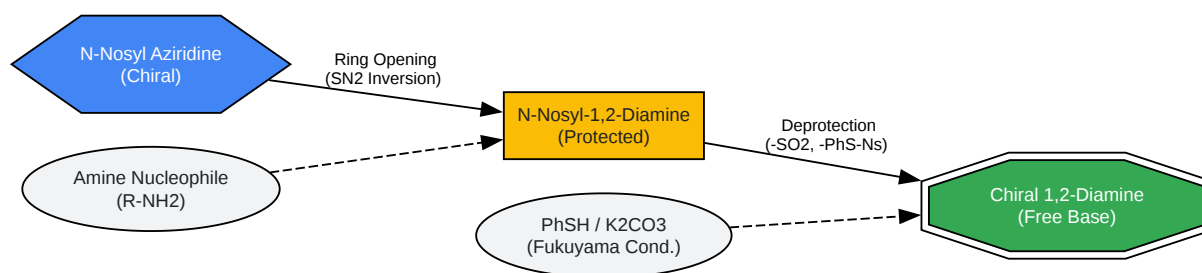 N-Nosyl Aziridine
(Chiral)
Ring Opening
(SN2 Inversion)
N-Nosyl-1,2-Diamine
(Protected)
Amine Nucleophile
(R-NH2)
Deprotection
(-SO2, -PhS-Ns)
Chiral 1,2-Diamine
(Free Base)
PhSH / K2CO3
(Fukuyama Cond.)